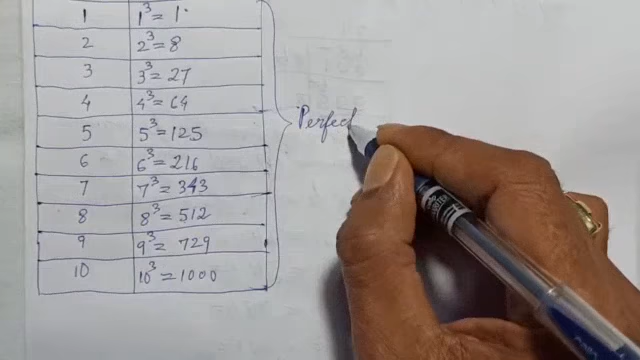 1 1³ = 1
2 2³ = 8
3 3³ = 27
4 4³ = 64
5 5³ = 125
6 6³ = 216
7 7³ = 343
8 8³ = 512
9 9³ = 729
10 10³ = 1000
Perfect